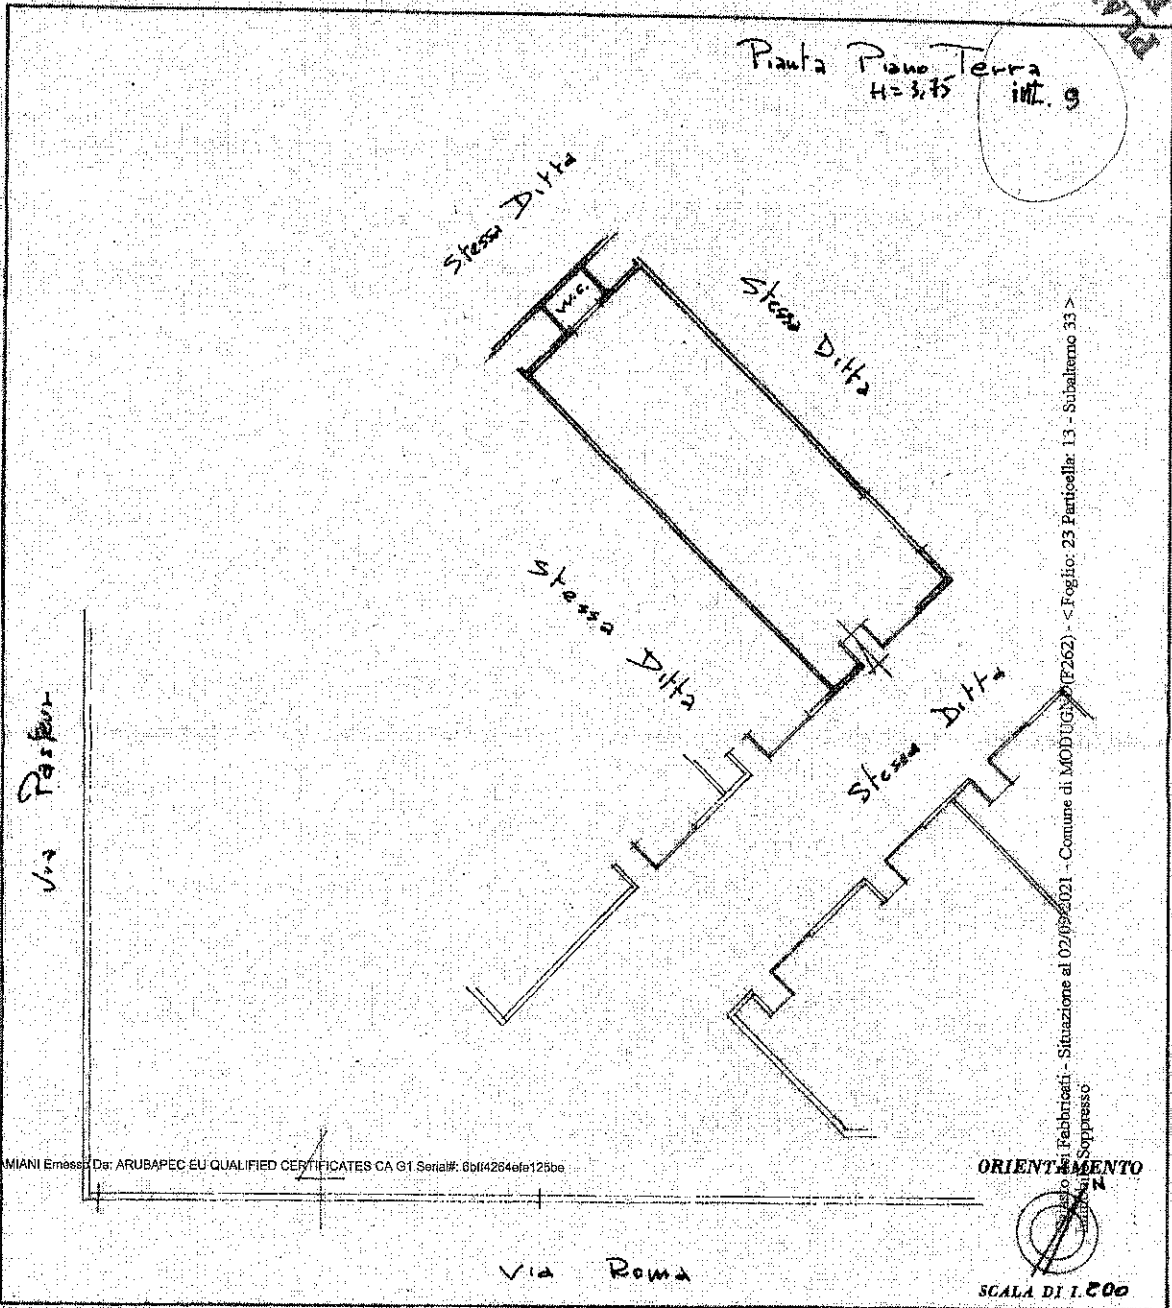 Pianta Piano Terra
H=3,75 int. 9
Stessa Ditta
w.c.
Stessa Ditta
Stessa Ditta
Stessa Ditta
Via Pasteur
Via Roma
MIANI Emesso Da: ARUBAPEC EU QUALIFIED CERTIFICATES CA G1 Serial#:
Fabbricati - Situazione al 02/09/2021 - Comune di MODUGNO (F262) - < Foglio: 23 Particella: 13 - Subalterno 33 >
Soppresso
ORIENTAMENTO
N
SCALA DI 1:200